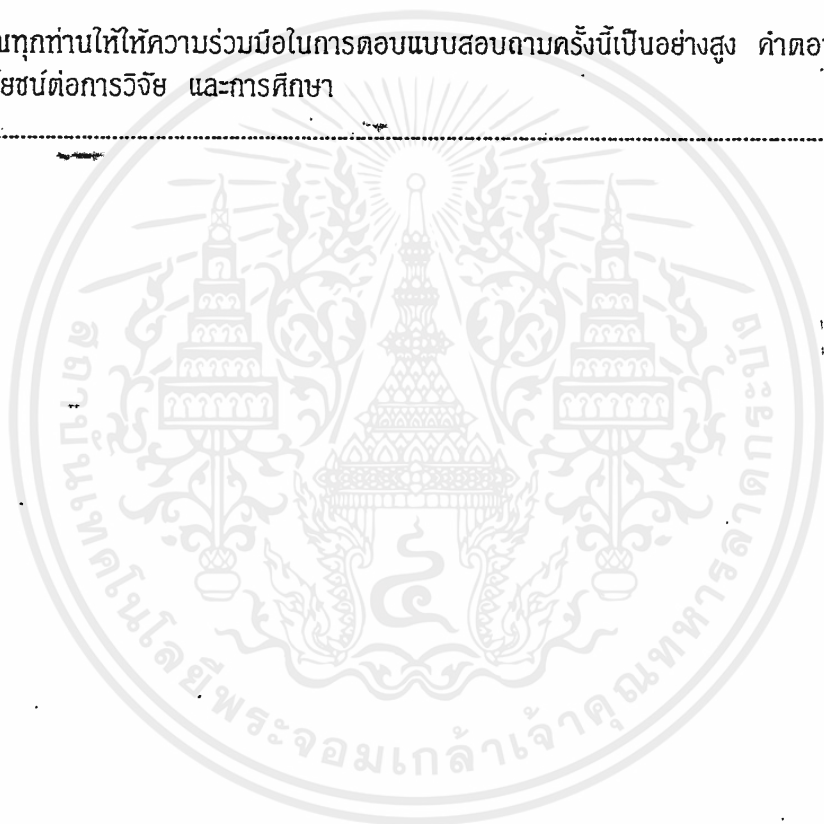 นทุกท่านให้ให้ความร่วมมือในการตอบแบบสอบถามครั้งนี้เป็นอย่างสูง คำตอ
ยชน์ต่อการวิจัย และการศึกษา
สถาบันเทคโนโลยีพระจอมเกล้าเจ้าคุณทหารลาดกระบัง